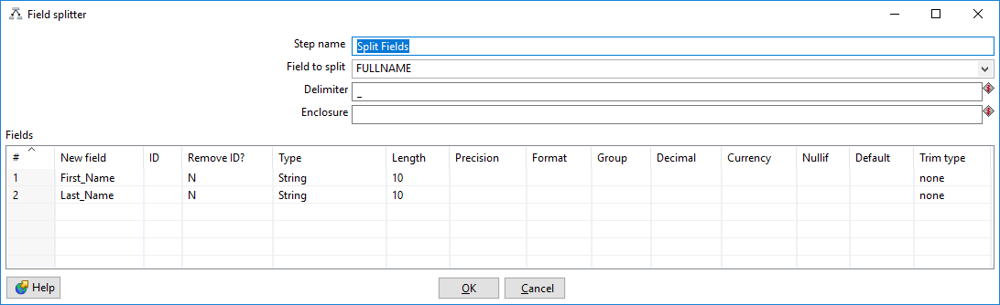 Field splitter
Step name Split Fields
Field to split FULLNAME
Delimiter _
Enclosure
Fields
# New field ID Remove ID? Type Length Precision Format Group Decimal Currency Nullif Default Trim type
1 First_Name N String 10 none
2 Last_Name N String 10 none
Help OK Cancel